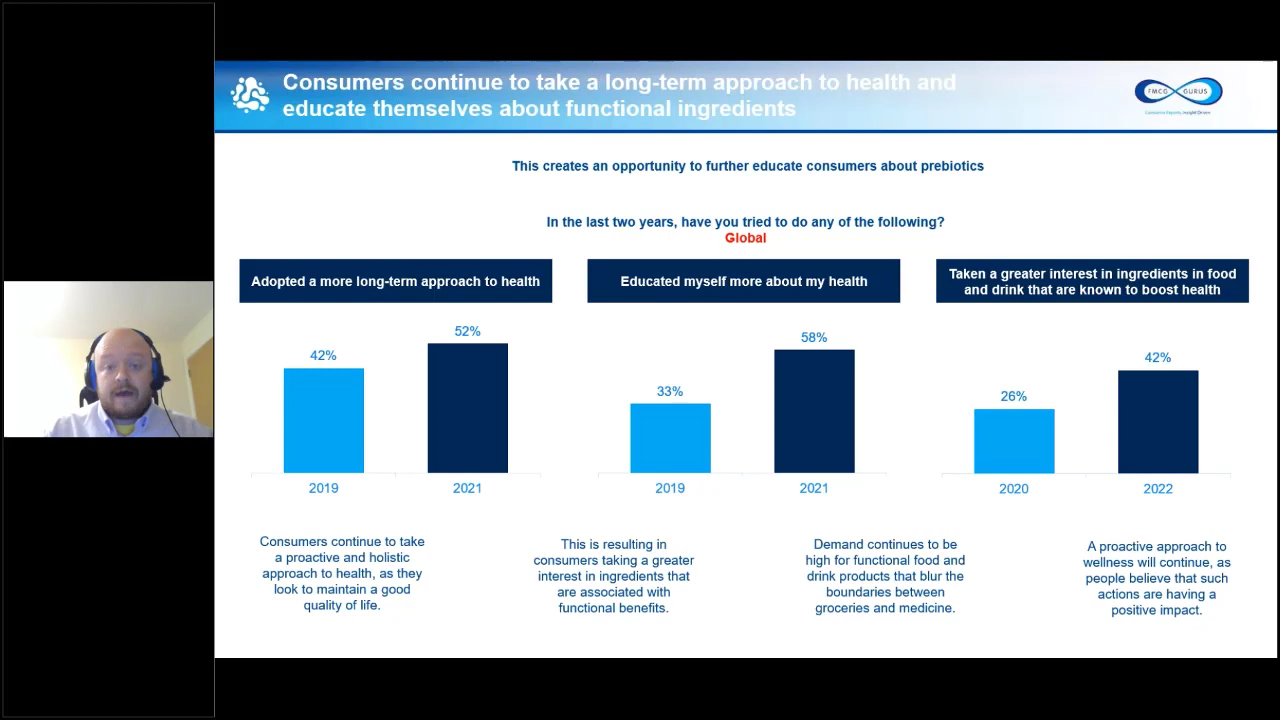 Consumers continue to take a long-term approach to health and
educate themselves about functional ingredients
FMCG GURUS
This creates an opportunity to further educate consumers about prebiotics
In the last two years, have you tried to do any of the following?
Global
Adopted a more long-term approach to health
42%
52%
2019
2021
Educated myself more about my health
33%
58%
2019
2021
Taken a greater interest in ingredients in food
and drink that are known to boost health
26%
42%
2020
2022
Consumers continue to take
a proactive and holistic
approach to health, as they
look to maintain a good
quality of life.
This is resulting in
consumers taking a greater
interest in ingredients that
are associated with
functional benefits.
Demand continues to be
high for functional food and
drink products that blur the
boundaries between
groceries and medicine.
A proactive approach to
wellness will continue, as
people believe that such
actions are having a
positive impact.